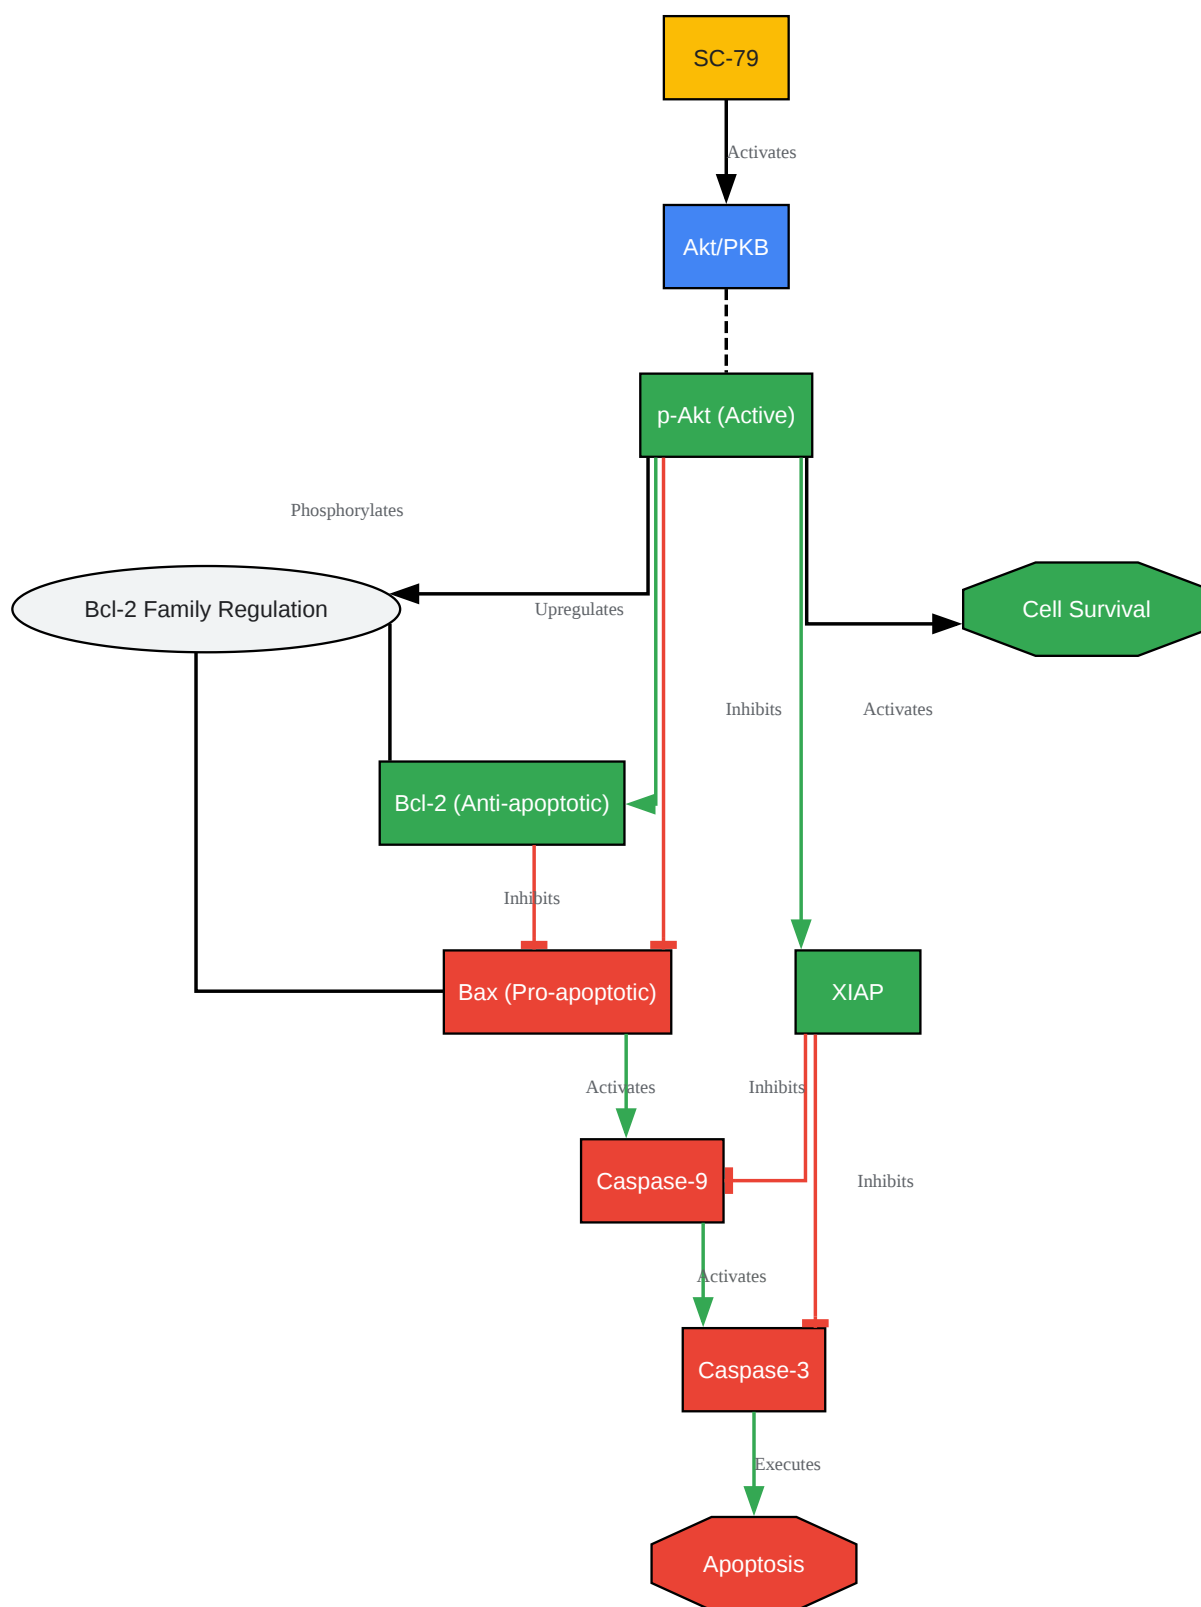 SC-79
Activates
Akt/PKB
p-Akt (Active)
Phosphorylates
Bcl-2 Family Regulation
Upregulates
Cell Survival
Inhibits
Activates
Bcl-2 (Anti-apoptotic)
Inhibits
Bax (Pro-apoptotic)
XIAP
Activates
Inhibits
Caspase-9
Inhibits
Activates
Caspase-3
Executes
Apoptosis